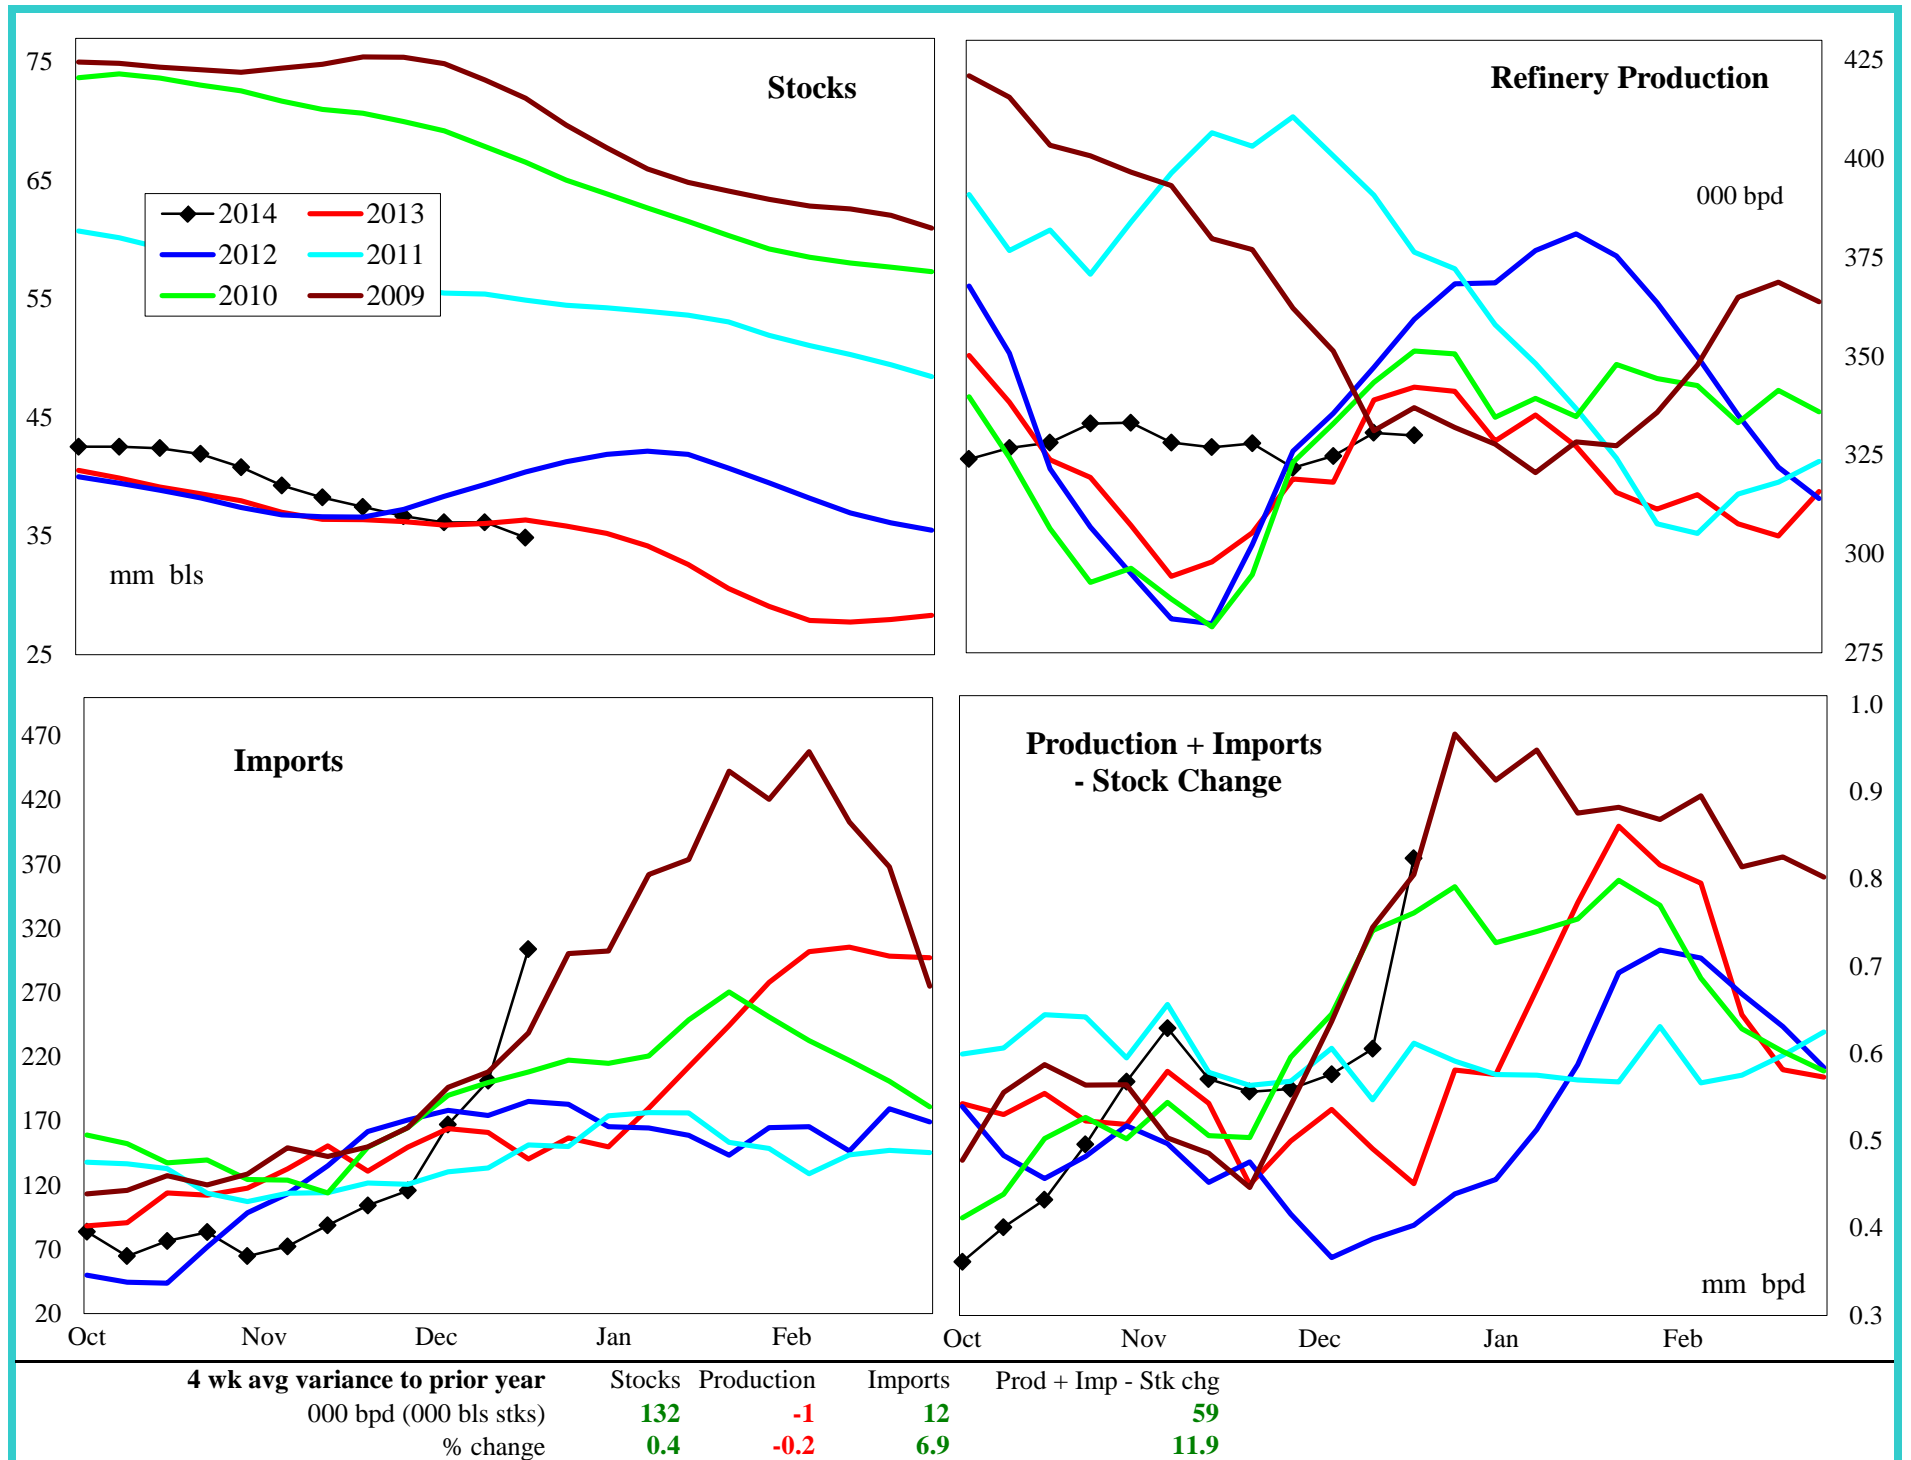 Stocks
75
65
55
45
35
25
2014
2013
2012
2011
2010
2009
mm bls
Refinery Production
000 bpd
425
400
375
350
325
300
275
Imports
470
420
370
320
270
220
170
120
70
20
Oct Nov Dec Jan Feb
Production + Imports
- Stock Change
1.0
0.9
0.8
0.7
0.6
0.5
0.4
0.3
mm bpd
Oct Nov Dec Jan Feb
4 wk avg variance to prior year Stocks Production Imports Prod + Imp - Stk chg
000 bpd (000 bls stks) 132 -1 12 59
% change 0.4 -0.2 6.9 11.9